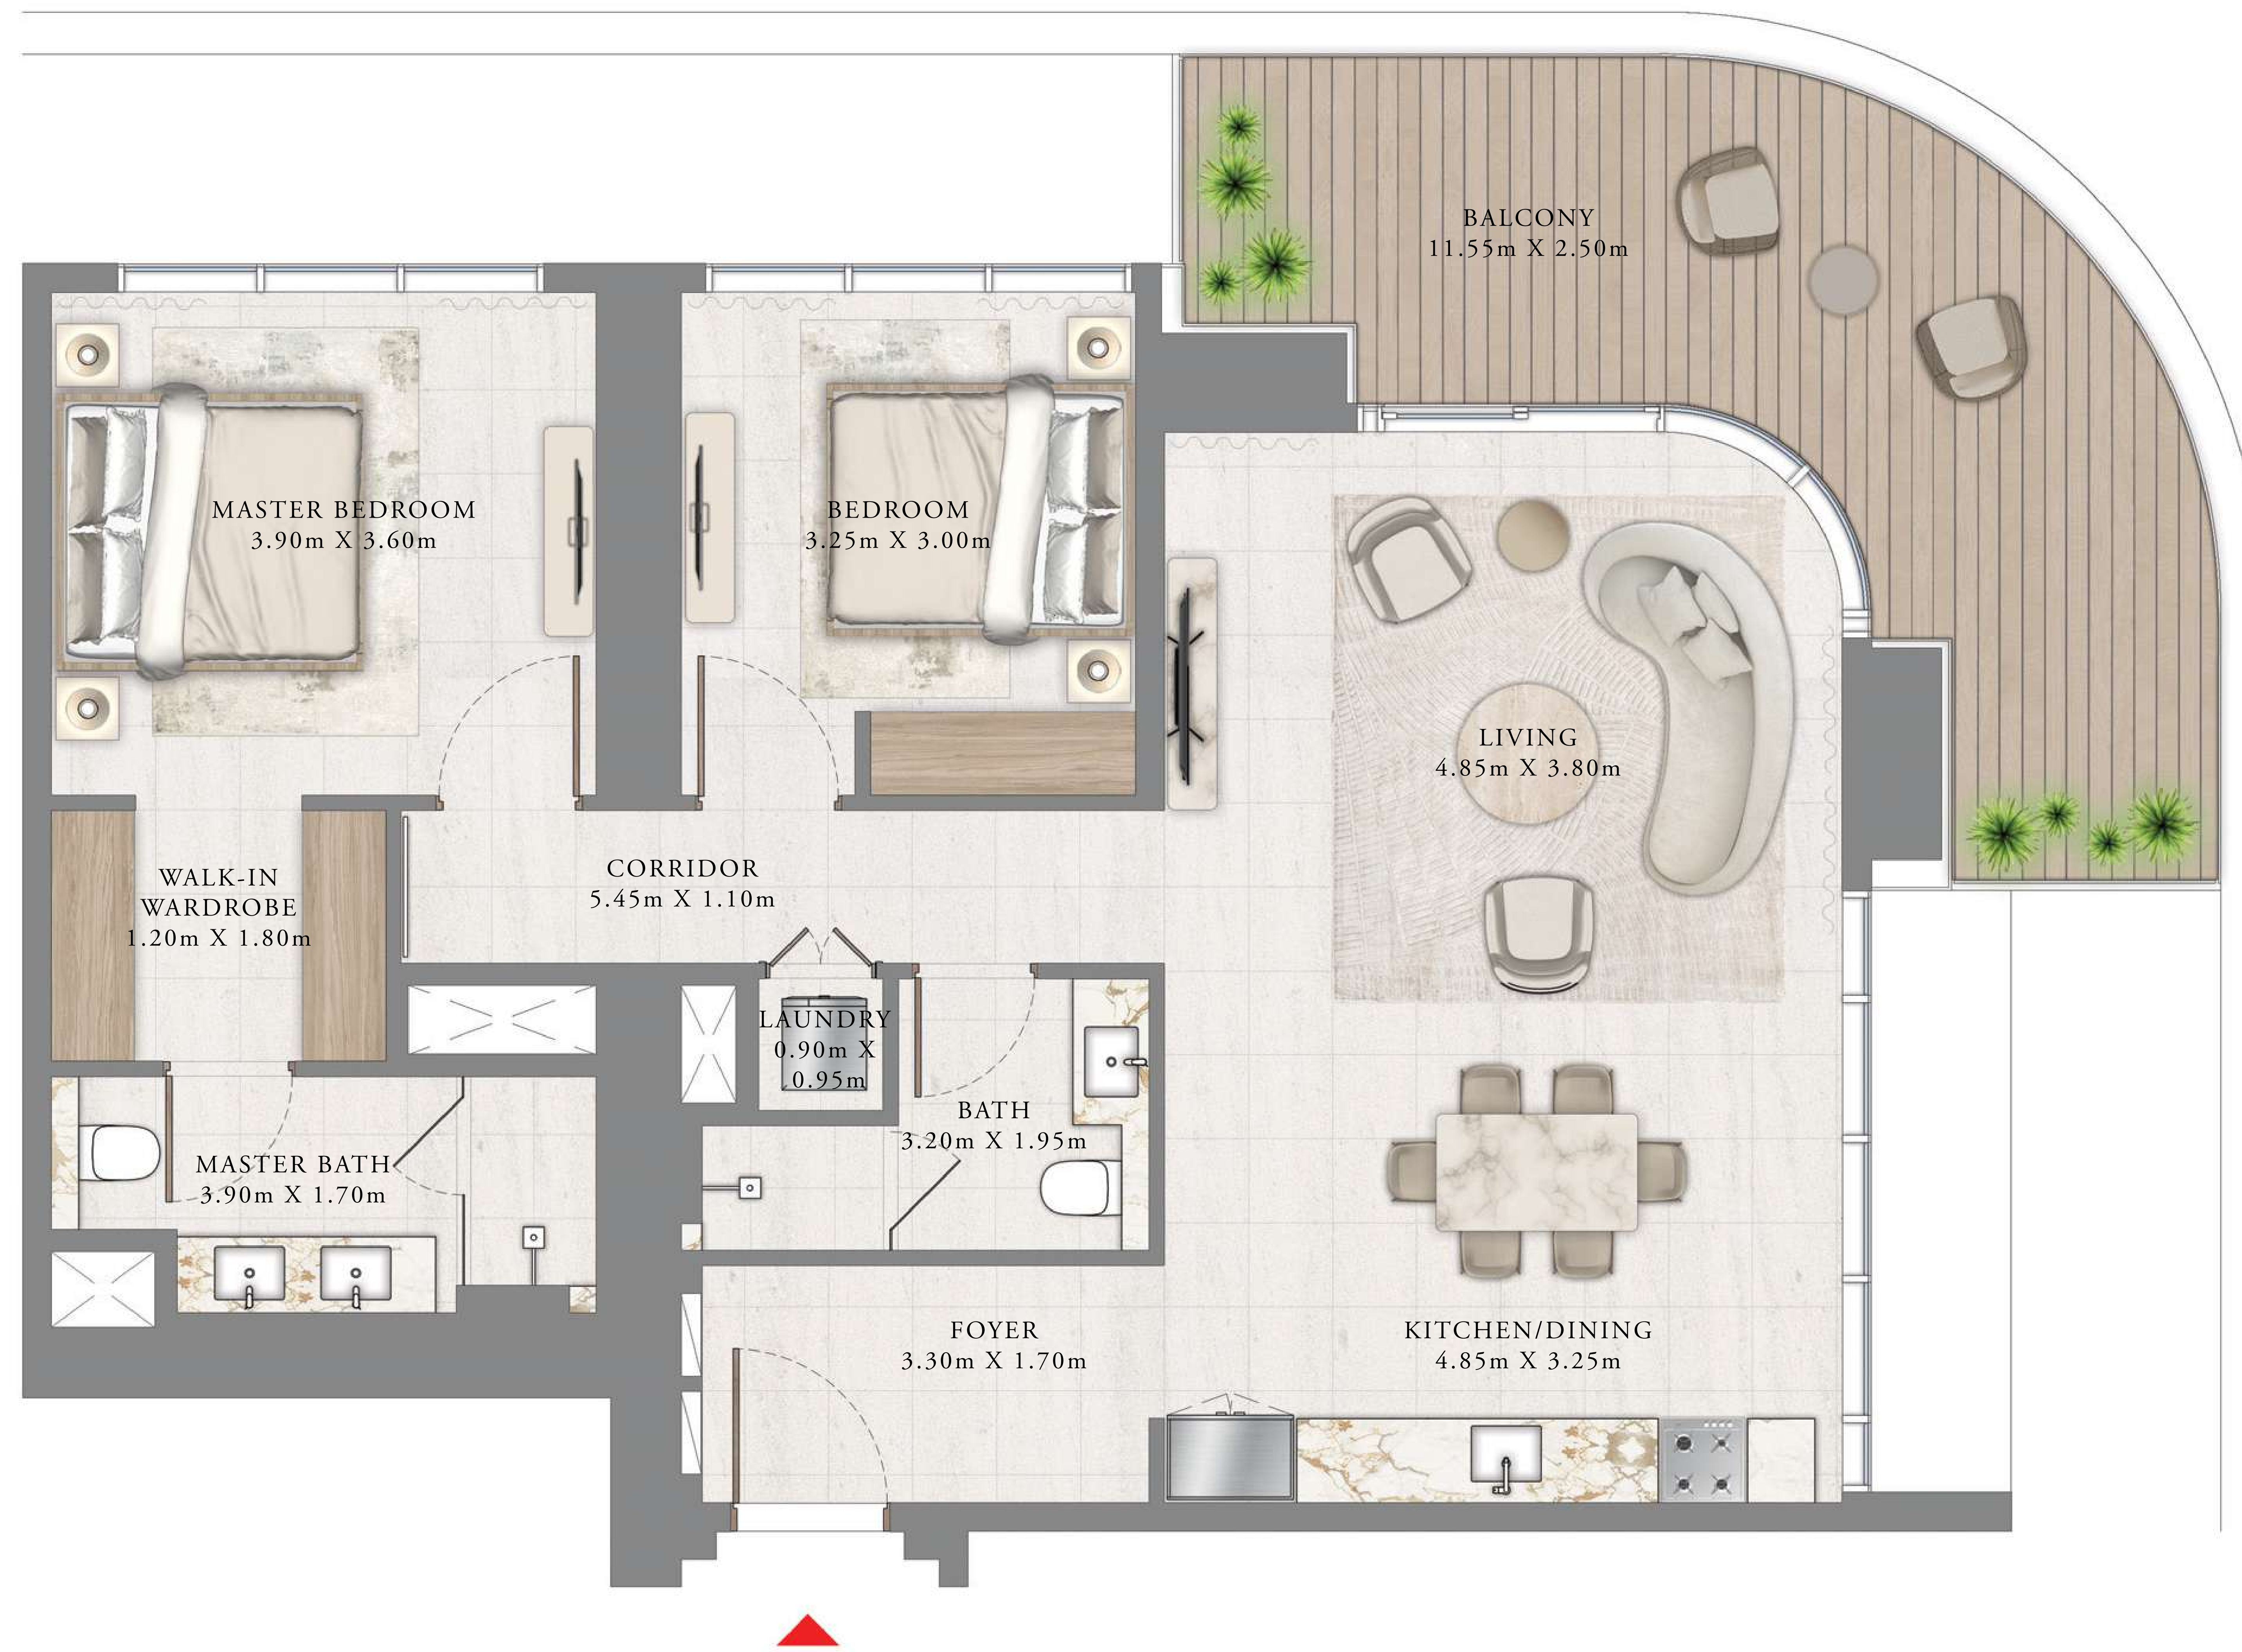 BALCONY
11.55m X 2.50m
MASTER BEDROOM
3.90m X 3.60m
BEDROOM
3.25m X 3.00m
LIVING
4.85m X 3.80m
WALK-IN
WARDROBE
1.20m X 1.80m
CORRIDOR
5.45m X 1.10m
LAUNDRY
0.90m X
0.95m
BATH
3.20m X 1.95m
MASTER BATH
3.90m X 1.70m
FOYER
3.30m X 1.70m
KITCHEN/DINING
4.85m X 3.25m